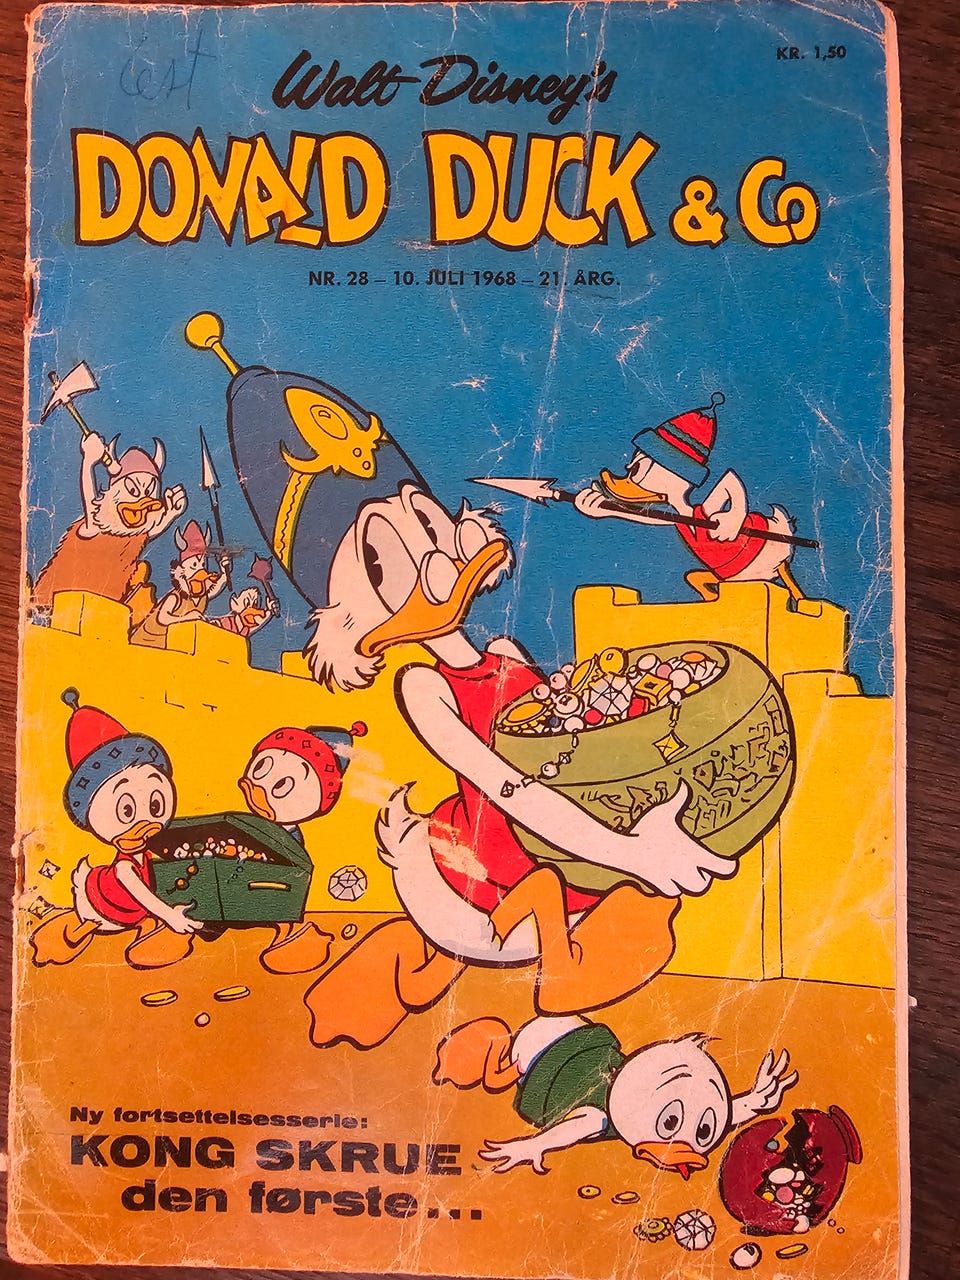 KR. 1,50
Walt Disney's
DONALD DUCK & Co
NR. 28 – 10. JULI 1968 – 21. ÅRG.
Ny fortsettelsesserie:
KONG SKRUE
den første...